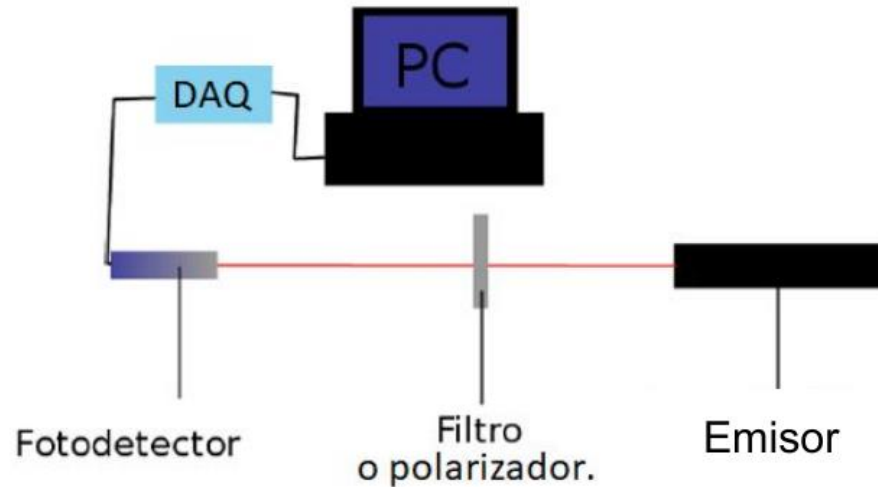 PC
DAQ
Fotodetector
Filtro
o polarizador.
Emisor